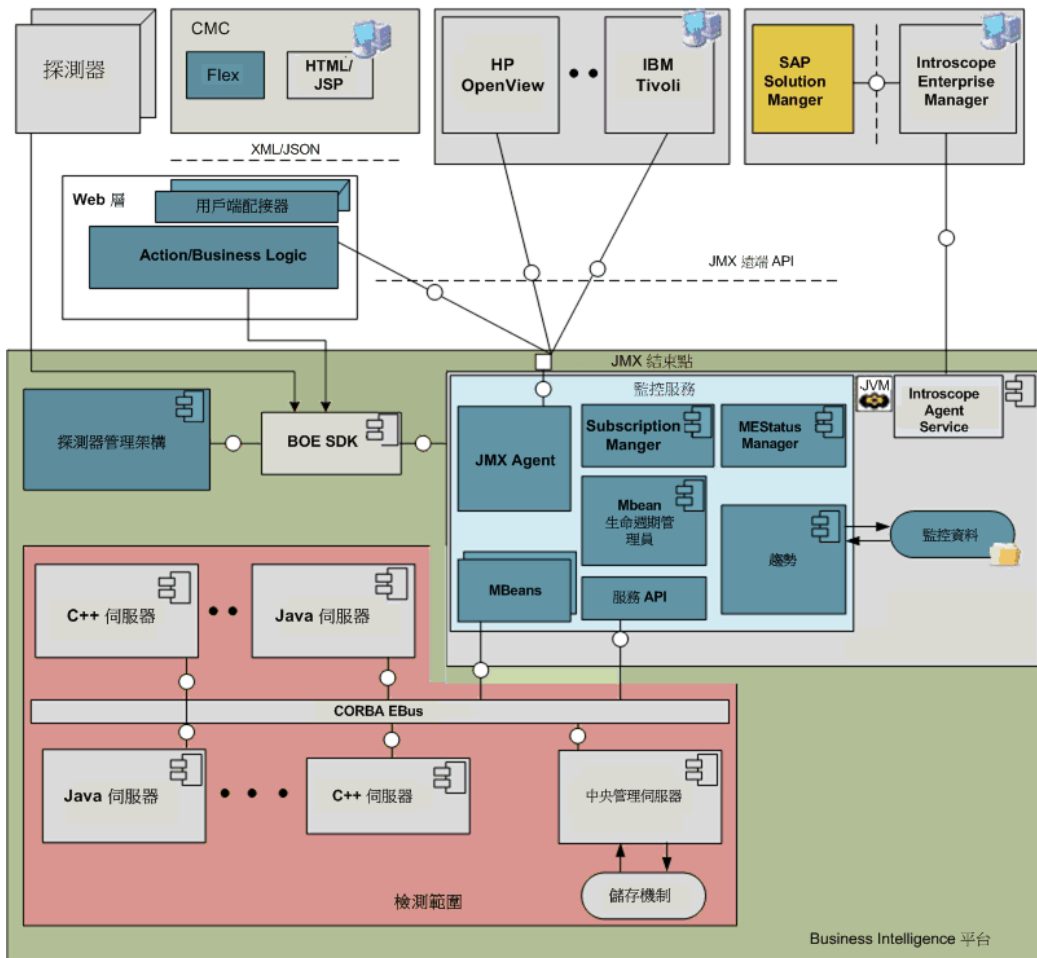 探測器
CMC
Flex
HTML/
JSP
HP
OpenView
IBM
Tivoli
SAP
Solution
Manger
Introscope
Enterprise
Manager
XML/JSON
Web 層
用戶端配接器
Action/Business Logic
JMX 遠端 API
JMX 結束點
監控服務
JVM
Introscope
Agent
Service
探測器管理架構
BOE SDK
JMX Agent
Subscription
Manger
MEStatus
Manager
Mbean
生命週期管
理員
趨勢
監控資料
MBeans
服務 API
C++ 伺服器
Java 伺服器
CORBA EBus
Java 伺服器
C++ 伺服器
中央管理伺服器
儲存機制
檢測範圍
Business Intelligence 平台